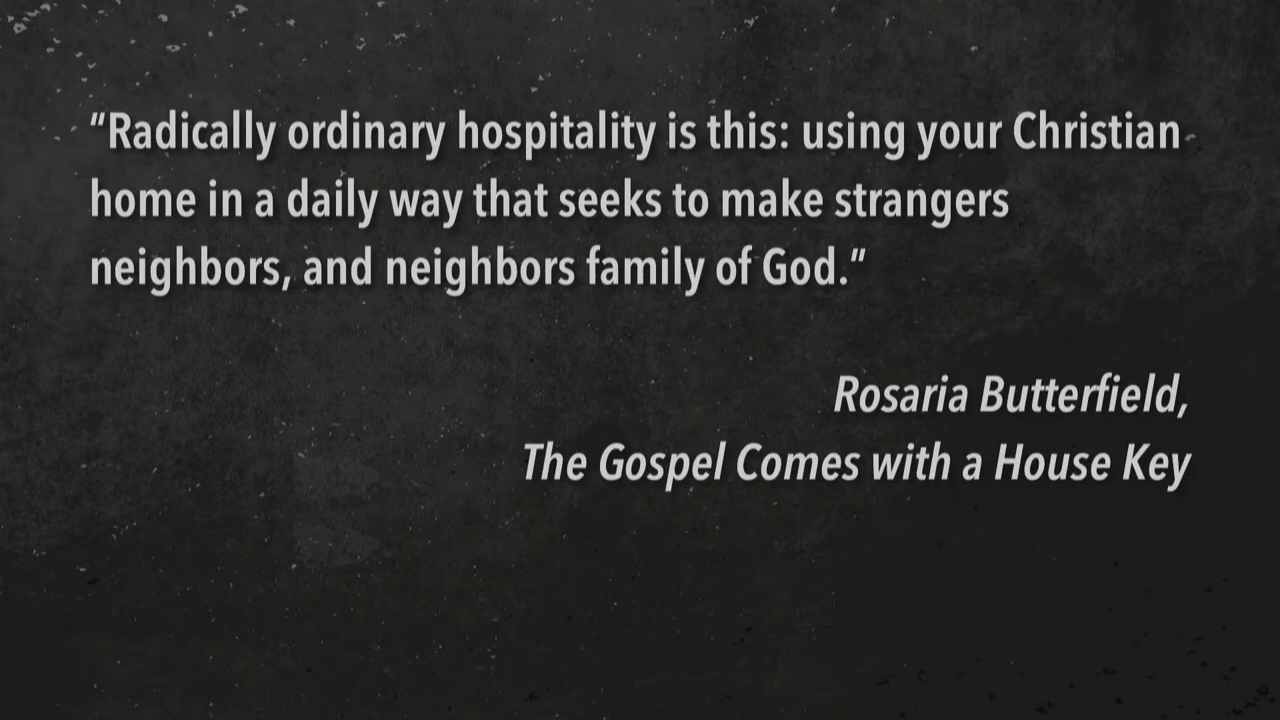 "Radically ordinary hospitality is this: using your Christian
home in a daily way that seeks to make strangers
neighbors, and neighbors family of God."
Rosaria Butterfield,
The Gospel Comes with a House Key